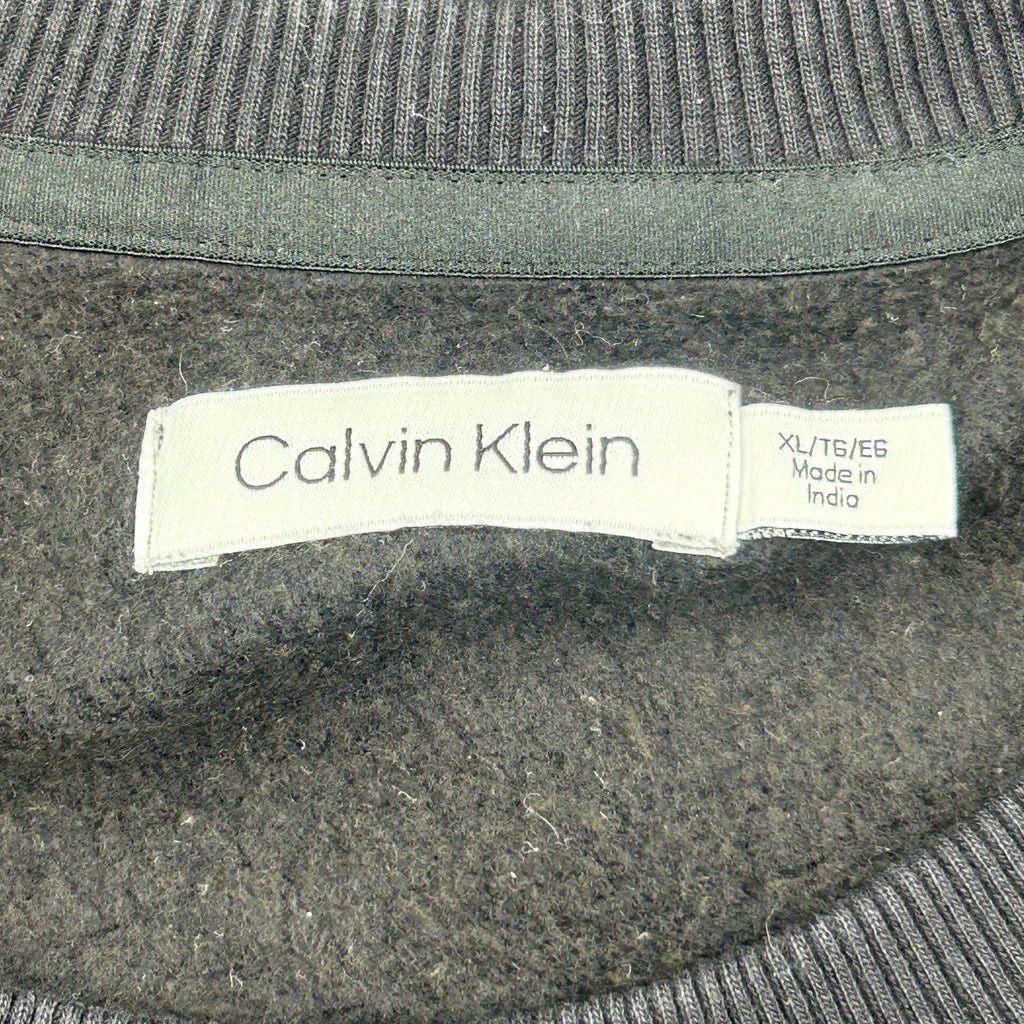 Calvin Klein
XL/TG/EG
Made in
India